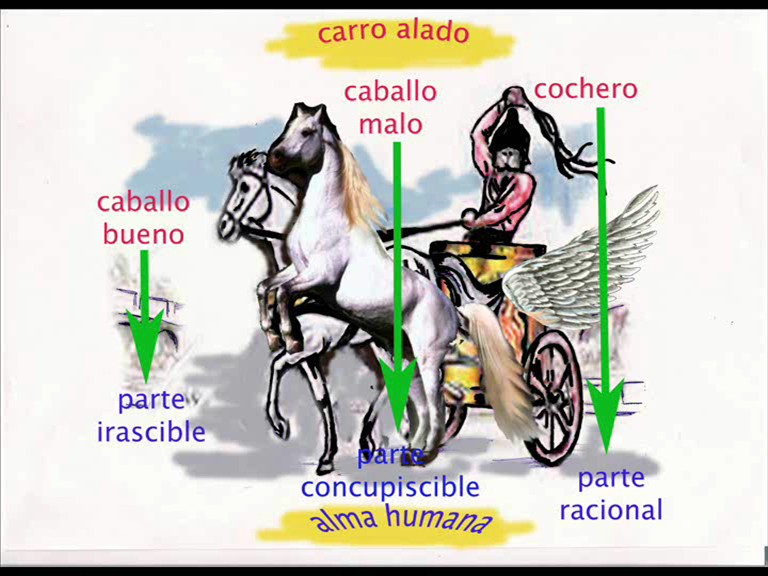 carro alado
caballo
malo
cochero
caballo
bueno
parte
irascible
parte
concupiscible
parte
racional
alma humana